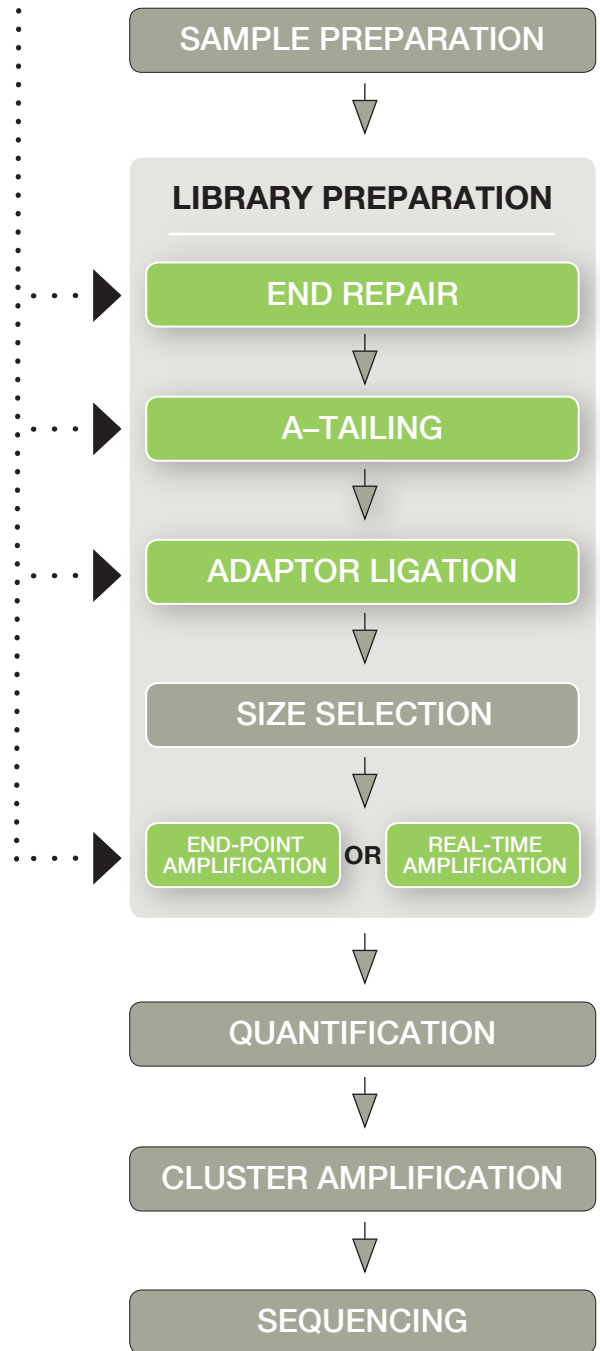 SAMPLE PREPARATION
LIBRARY PREPARATION
END REPAIR
A–TAILING
ADAPTOR LIGATION
SIZE SELECTION
END-POINT
AMPLIFICATION
OR
REAL-TIME
AMPLIFICATION
QUANTIFICATION
CLUSTER AMPLIFICATION
SEQUENCING